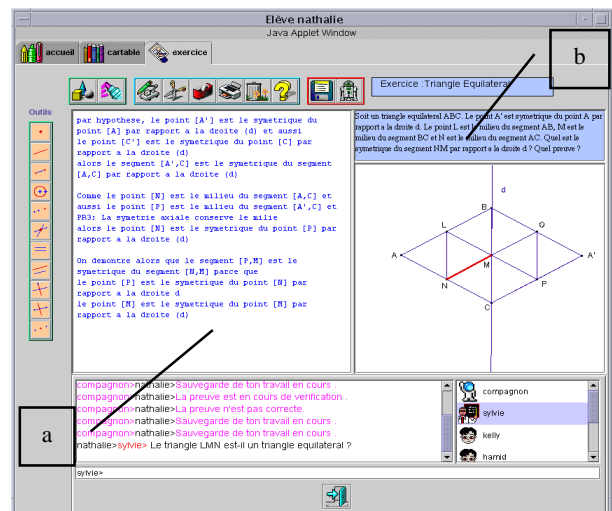 Elève nathalie
Java Applet Window
accueil
cartable
exercice
b
Exercice : Triangle Equilateral
Outils
par hypothese, le point [A'] est le symetrique du
point [A] par rapport a la droite (d) et aussi
le point [C'] est le symetrique du point [C] par
rapport a la droite (d)
alors le segment [A',C] est le symetrique du segment
[A,C] par rapport a la droite (d)
Comme le point [N] est le milieu du segment [A,C] et
aussi le point [P] est le milieu du segment [A',C] et
PR3: La symetrie axiale conserve le milie
alors le point [N] est le symetrique du point [P] par
rapport a la droite (d)
On demontre alors que le segment [P,M] est le
symetrique du segment [N,M] parce que
le point [P] est le symetrique du point [N] par
rapport a la droite d
le point [M] est le symetrique du point [M] par
rapport a la droite (d)
Soit un triangle equilateral ABC. Le point A' est symetrique du point A par
rapport a la droite d. Le point L est le milieu du segment AB, M est le
milieu du segment BC et N est le milieu du segment AC. Quel est le
symetrique du segment NM par rapport a la droite d ? Quel preuve ?
d
B
L
O
A
M
A'
N
P
C
a
compagnon>nathalie>Sauvegarde de ton travail en cours .
compagnon>nathalie>La preuve est en cours de verification .
compagnon>nathalie>La preuve n'est pas correcte.
compagnon>nathalie>Sauvegarde de ton travail en cours .
compagnon>nathalie>Sauvegarde de ton travail en cours .
nathalie>sylvie> Le triangle LMN est-il un triangle equilateral ?
compagnon
sylvie
kelly
hamid
sylvie>